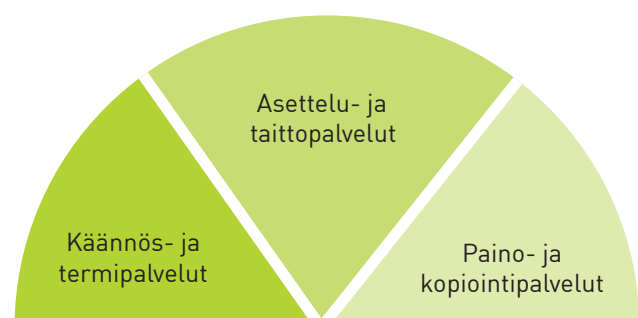 Asettelu- ja
taittopalvelut
Käännös- ja
termipalvelut
Paino- ja
kopiointipalvelut